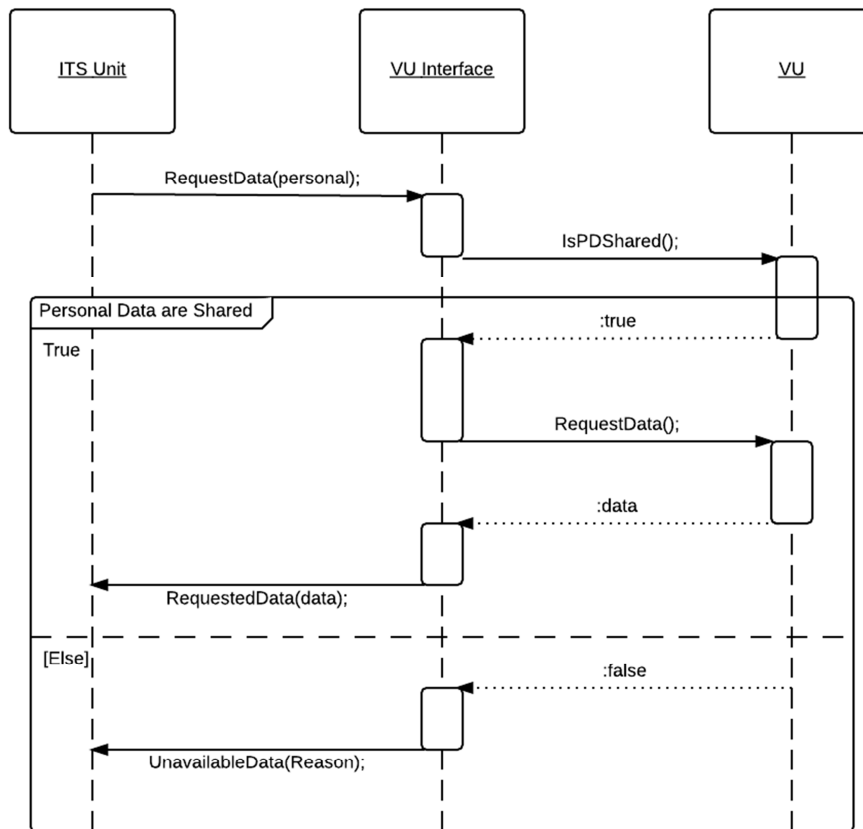 ITS Unit
VU Interface
VU
RequestData(personal);
IsPDShared();
Personal Data are Shared
:true
True
RequestData();
:data
RequestedData(data);
[Else]
:false
UnavailableData(Reason);